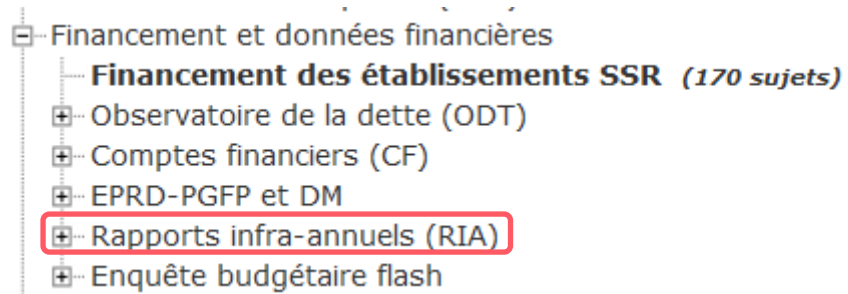 Financement et données financières
Financement des établissements SSR (170 sujets)
Observatoire de la dette (ODT)
Comptes financiers (CF)
EPRD-PGFP et DM
Rapports infra-annuels (RIA)
Enquête budgétaire flash